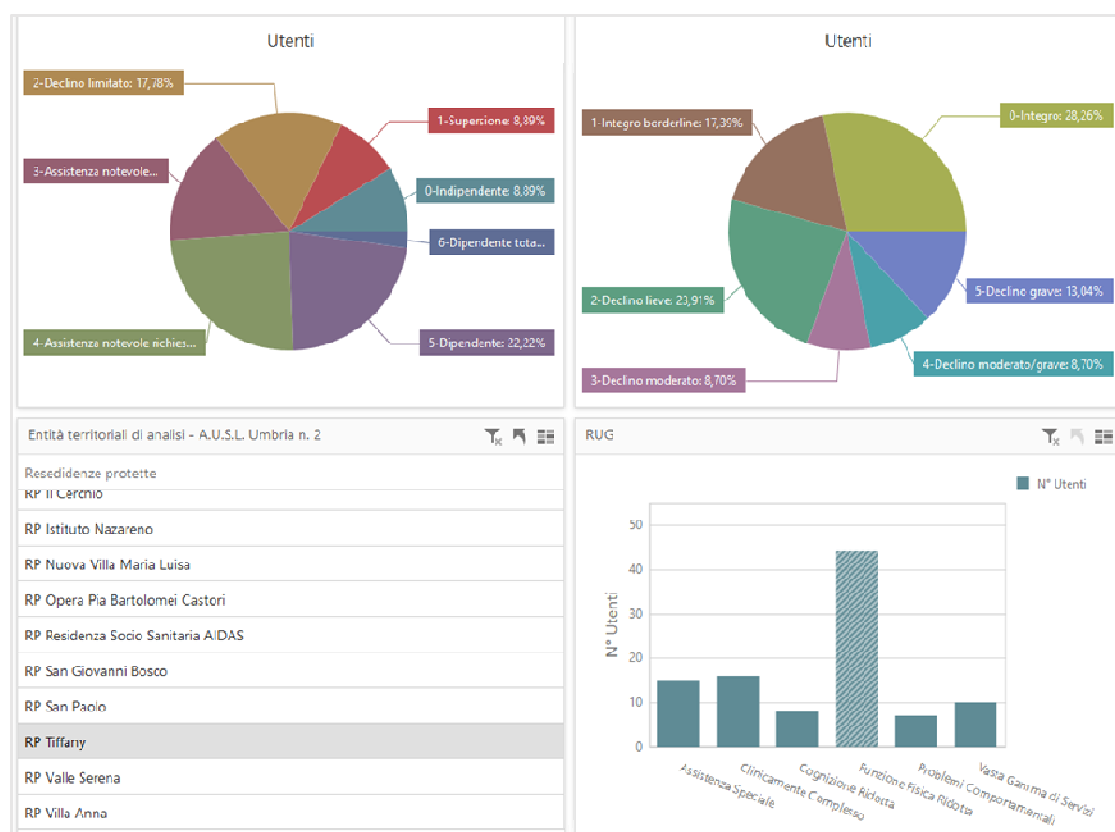 Utenti
2-Declino limitato: 17,78%
1-Supersione: 8,89%
3-Assistenza notevole...
0-Indipendente: 8,89%
6-Dipendente tota...
4-Assistenza notevole richies...
5-Dipendente: 22,22%
Utenti
1-Integro borderline: 17,39%
0-Integro: 28,26%
2-Declino lieve: 23,91%
5-Declino grave: 13,04%
3-Declino moderato: 8,70%
4-Declino moderato/grave: 8,70%
Entità territoriali di analisi - A.U.S.L. Umbria n. 2
Resedidenze protette
RP Il Cerchio
RP Istituto Nazareno
RP Nuova Villa Maria Luisa
RP Opera Pia Bartolomei Castori
RP Residenza Socio Sanitaria AIDAS
RP San Giovanni Bosco
RP San Paolo
RP Tiffany
RP Valle Serena
RP Villa Anna
RUG
N° Utenti
50
40
30
20
10
0
N° Utenti
Assistenza Speciale
Clinicamente Complesso
Cognizione Ridotta
Funzione Fisica Ridotta
Problemi Comportamentali
Vasta Gamma di Servizi